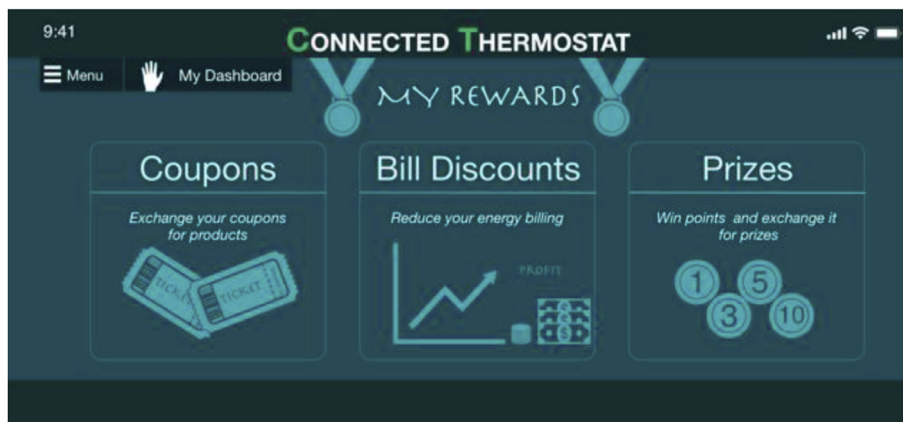 9:41
CONNECTED THERMOSTAT
Menu
My Dashboard
MY REWARDS
Coupons
Exchange your coupons
for products
TICKET
TICKET
Bill Discounts
Reduce your energy billing
PROFIT
$
$
$
Prizes
Win points and exchange it
for prizes
1
5
3
10